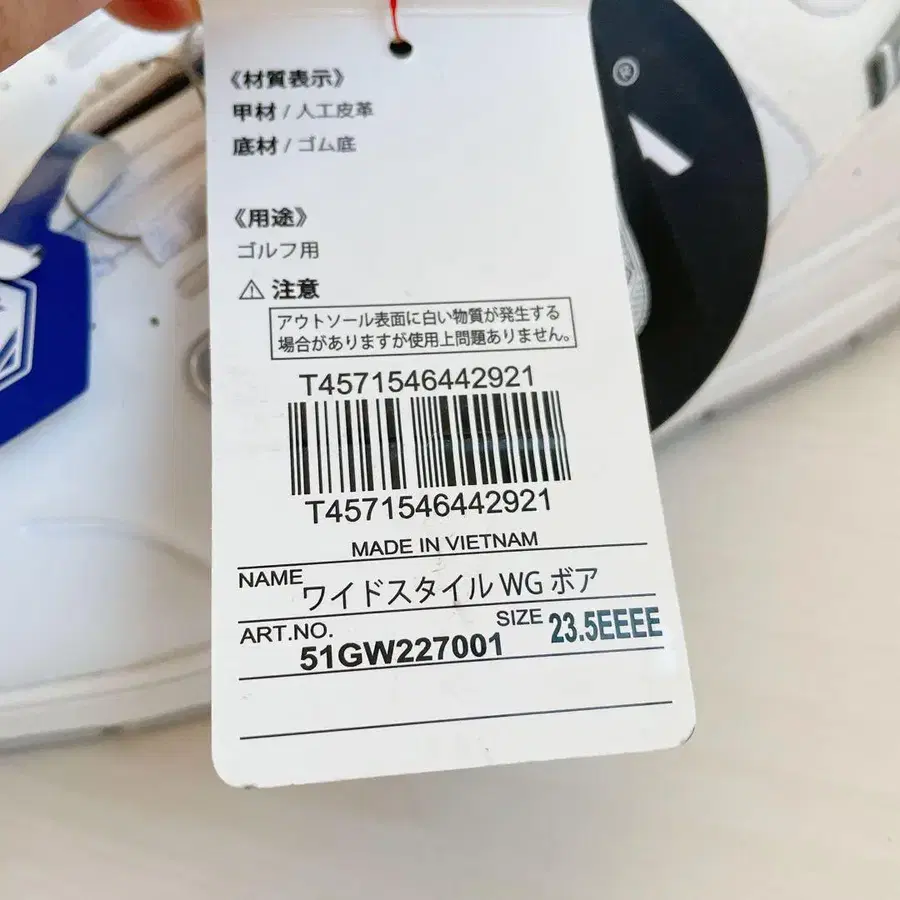 《材質表示》
甲材 / 人工皮革
底材 / ゴム底
《用途》
ゴルフ用
⚠ 注意
アウトソール表面に白い物質が発生する
場合がありますが使用上問題ありません。
T4571546442921
T4571546442921
MADE IN VIETNAM
NAME ワイドスタイル WG ボア
ART.NO. 51GW227001 SIZE 23.5EEEE
®